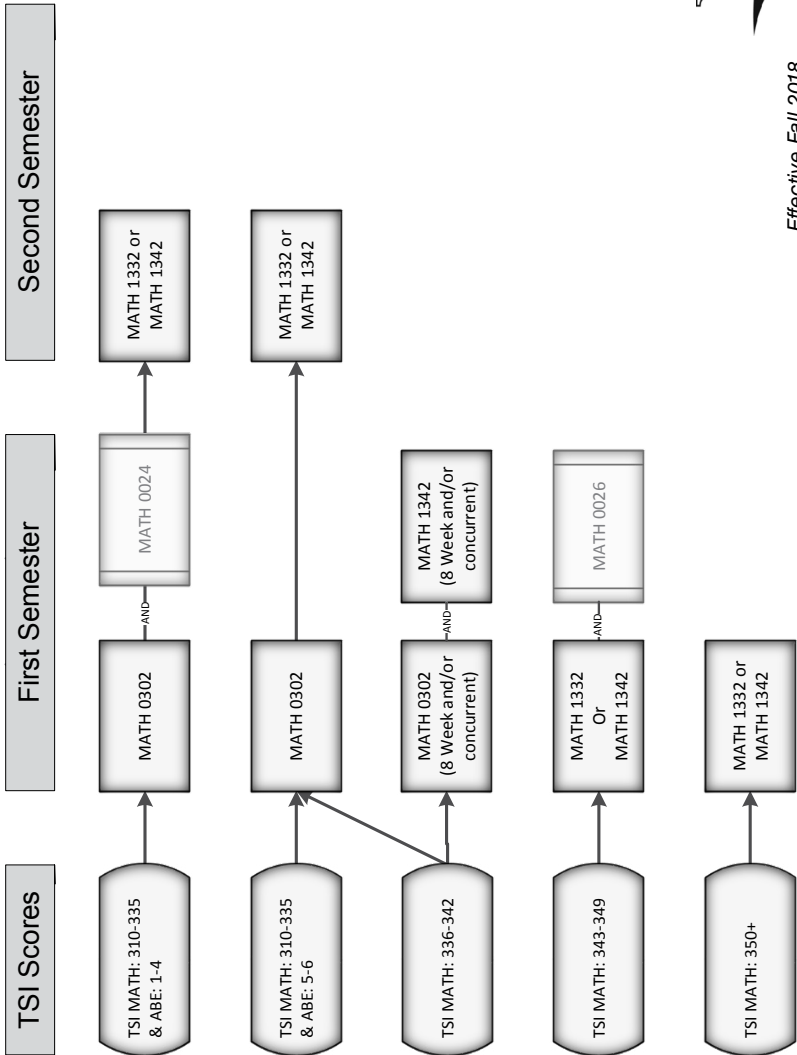 TSI Scores
First Semester
Second Semester
TSI MATH: 310-335
& ABE: 1-4
MATH 0302
AND
MATH 0024
MATH 1332 or
MATH 1342
TSI MATH: 310-335
& ABE: 5-6
MATH 0302
MATH 1332 or
MATH 1342
TSI MATH: 336-342
MATH 0302
(8 Week and/or
concurrent)
AND
MATH 1342
(8 Week and/or
concurrent)
TSI MATH: 343-349
MATH 1332
Or
MATH 1342
AND
MATH 0026
TSI MATH: 350+
MATH 1332 or
MATH 1342
Effective Fall 2018